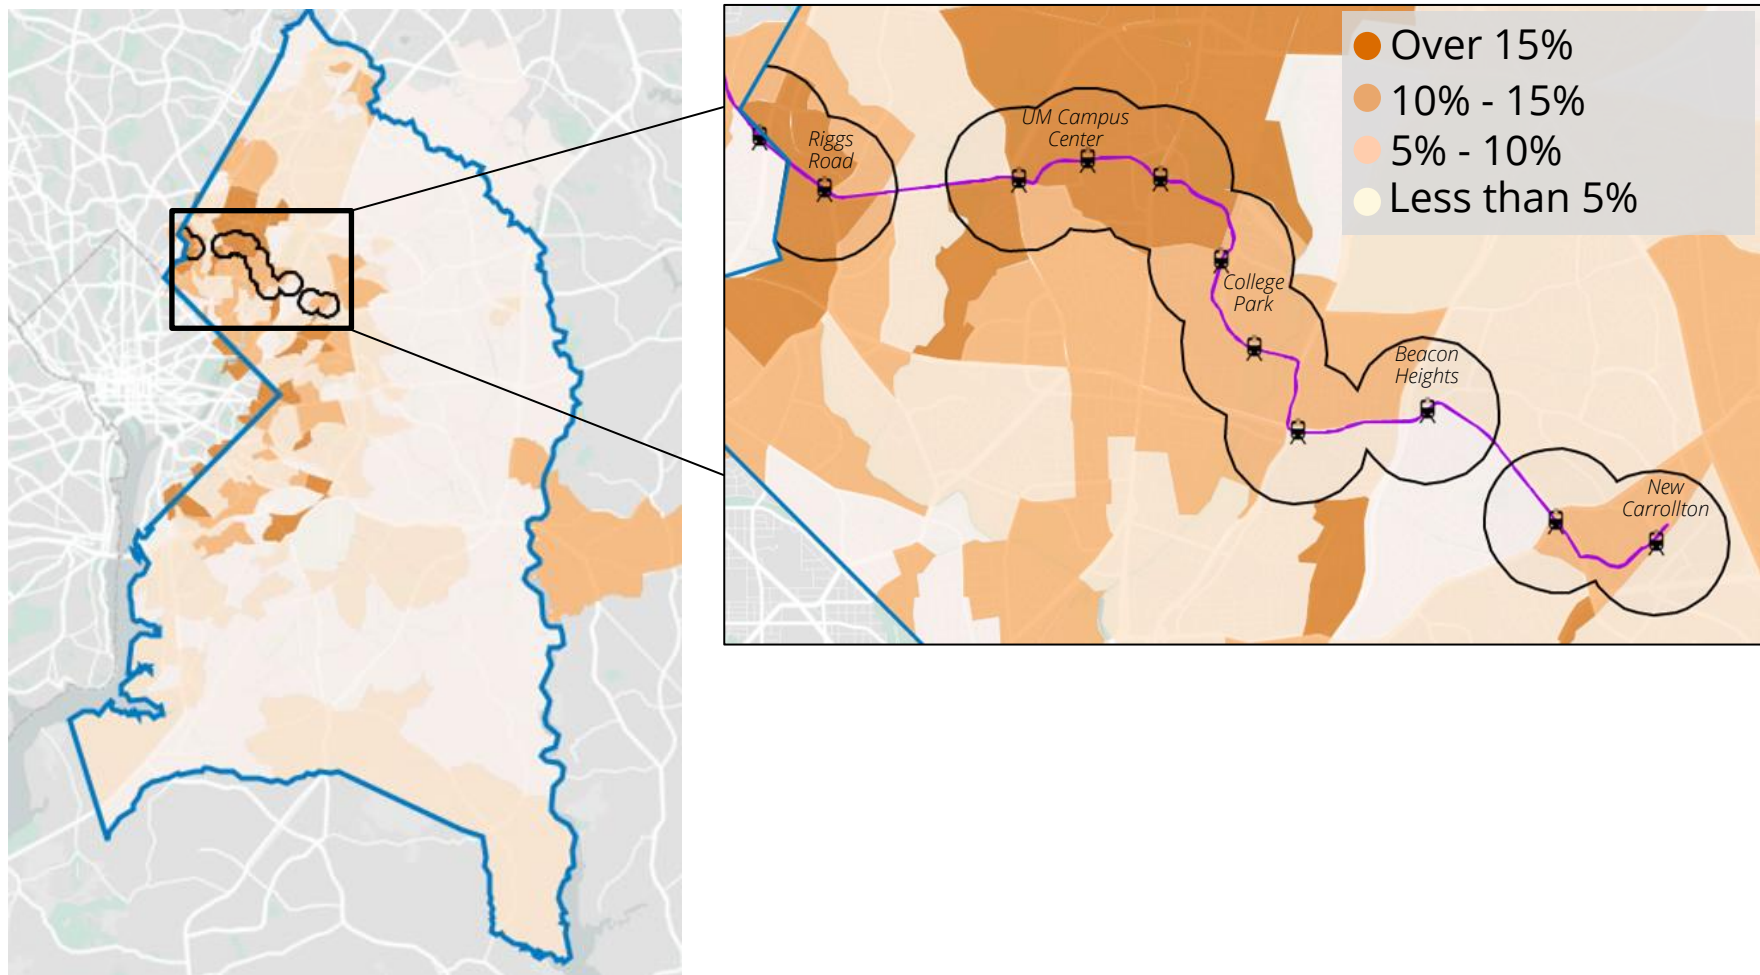 Over 15%
10% - 15%
5% - 10%
Less than 5%
UM Campus
Center
Riggs
Road
College
Park
Beacon
Heights
New
Carrollton